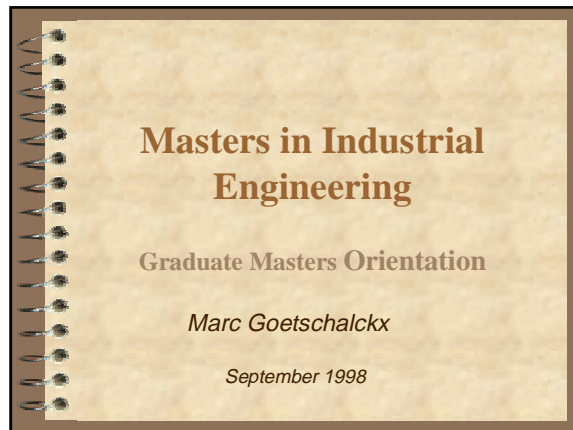 Masters in Industrial
Engineering
Graduate Masters Orientation
Marc Goetschalckx
September 1998